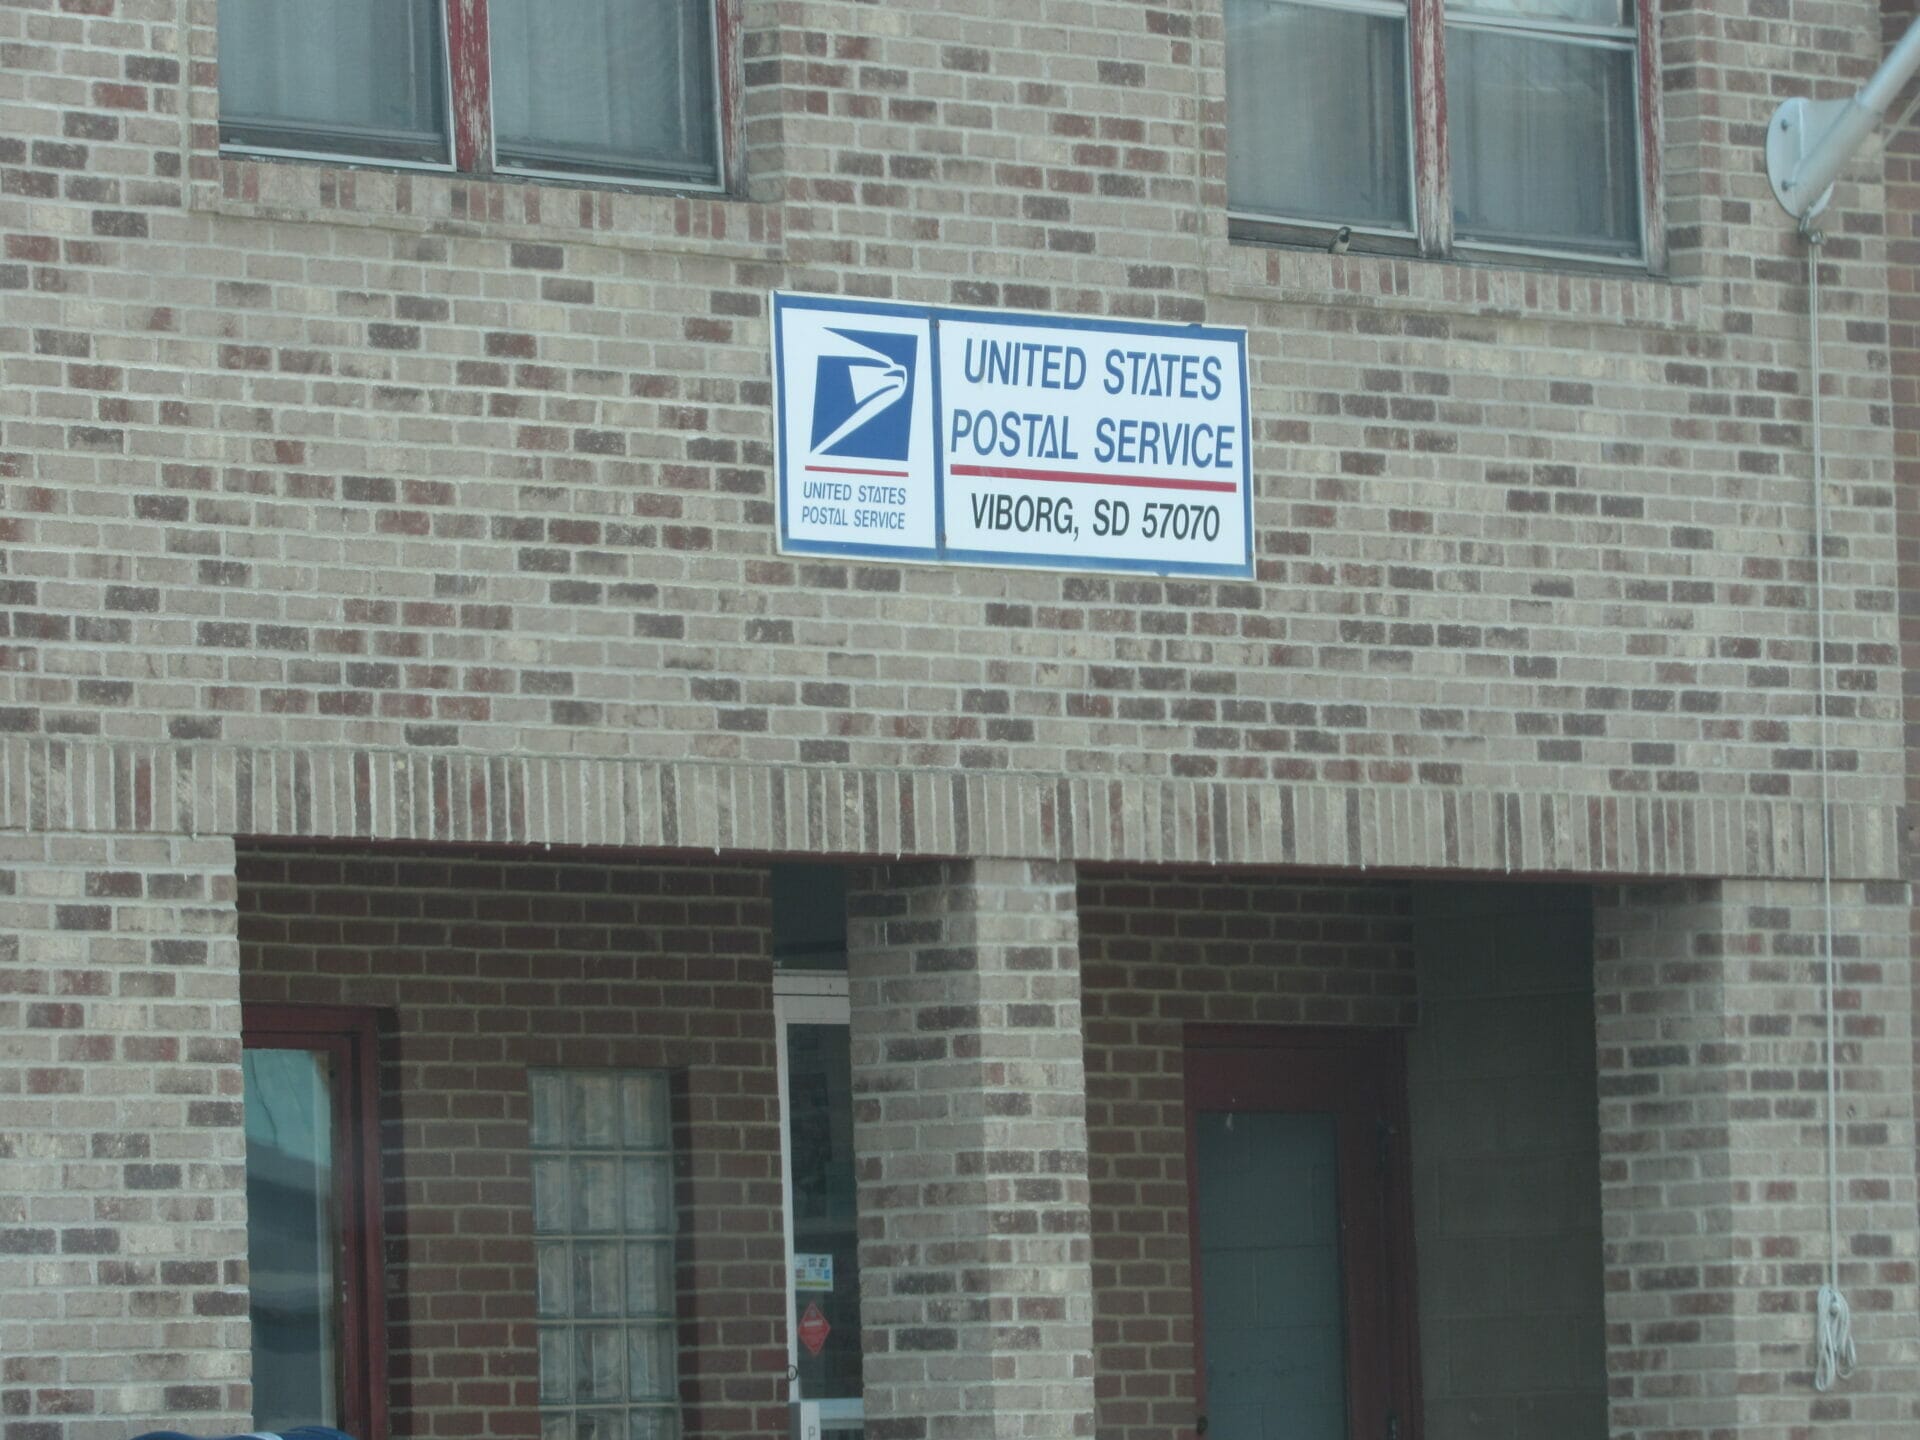 UNITED STATES
POSTAL SERVICE
UNITED STATES
POSTAL SERVICE
VIBORG, SD 57070